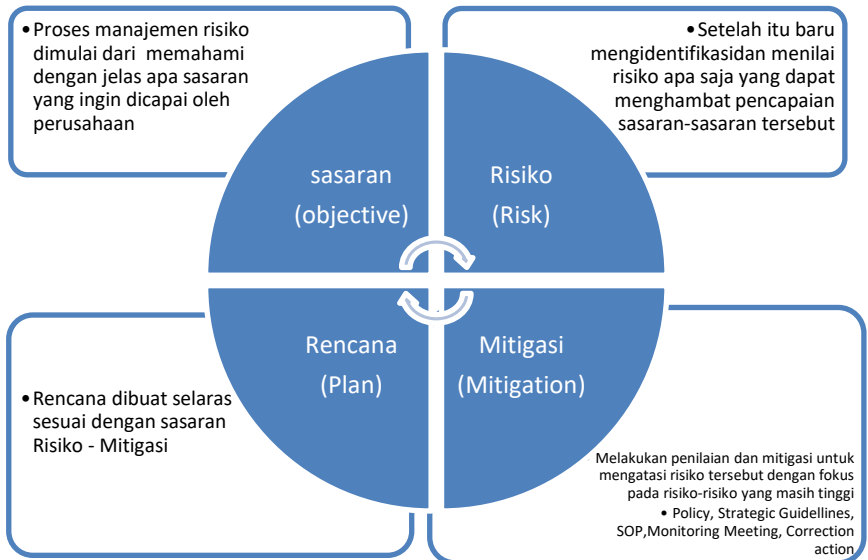 •Proses manajemen risiko
dimulai dari memahami
dengan jelas apa sasaran
yang ingin dicapai oleh
perusahaan
•Setelah itu baru
mengidentifikasidan menilai
risiko apa saja yang dapat
menghambat pencapaian
sasaran-sasaran tersebut
sasaran
(objective)
Risiko
(Risk)
Rencana
(Plan)
Mitigasi
(Mitigation)
•Rencana dibuat selaras
sesuai dengan sasaran
Risiko - Mitigasi
Melakukan penilaian dan mitigasi untuk
mengatasi risiko tersebut dengan fokus
pada risiko-risiko yang masih tinggi
• Policy, Strategic Guidellines,
SOP,Monitoring Meeting, Correction
action